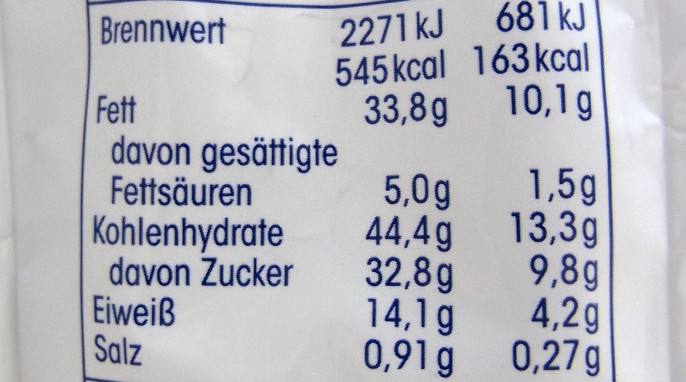 Brennwert 2271 kJ 681 kJ
545 kcal 163 kcal
Fett 33,8g 10,1g
davon gesättigte
Fettsäuren 5,0g 1,5g
Kohlenhydrate 44,4g 13,3g
davon Zucker 32,8g 9,8g
Eiweiß 14,1g 4,2g
Salz 0,91g 0,27g